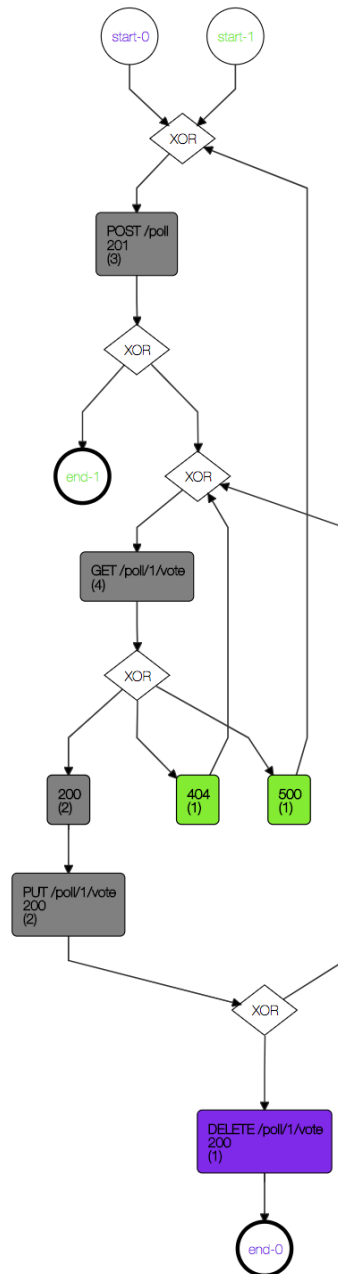 start-0
start-1
XOR
POST /poll
201
(3)
XOR
end-1
XOR
GET /poll/1/vote
(4)
XOR
200
(2)
404
(1)
500
(1)
PUT /poll/1/vote
200
(2)
XOR
DELETE /poll/1/vote
200
(1)
end-0